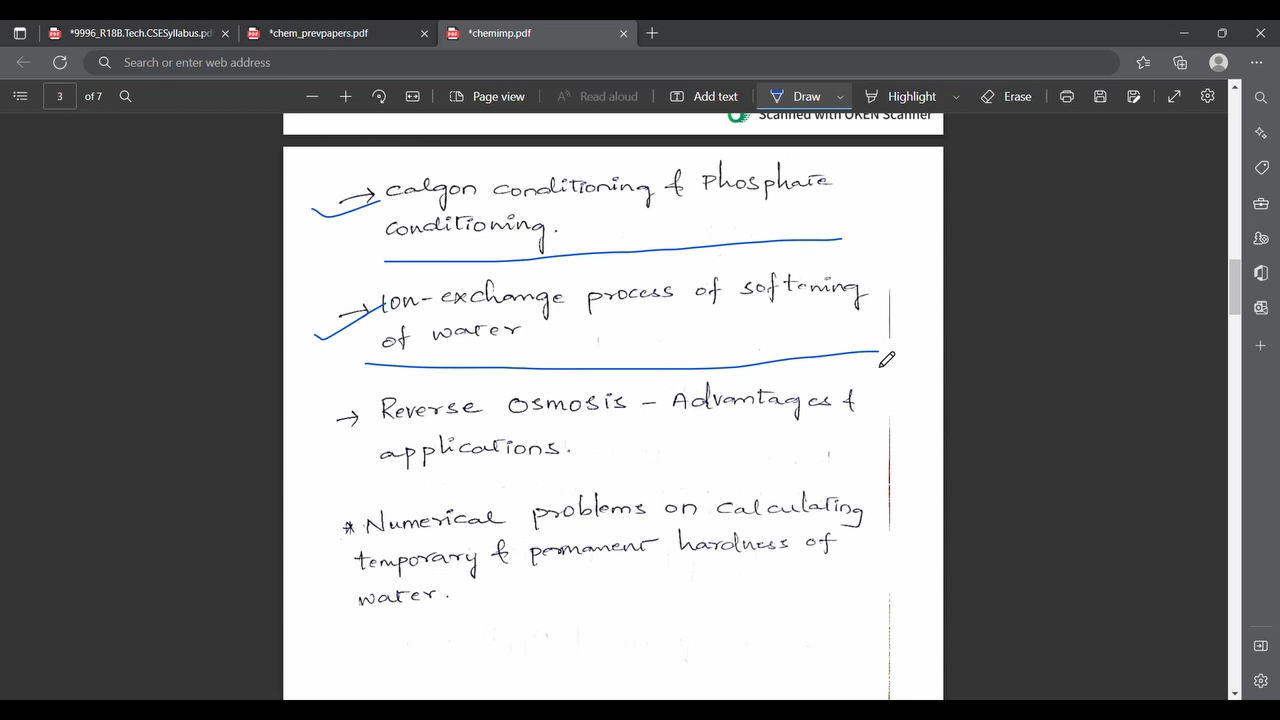 *9996_R18B.Tech.CSESyllabus.pd
*chem_prevpapers.pdf
*chemimp.pdf
Search or enter web address
3 of 7
Page view
Read aloud
Add text
Draw
Highlight
Erase
Scanned with OKEN Scanner
→ calgon conditioning & Phosphate
conditioning.
→ Ion-exchange process of softening
of water
→ Reverse Osmosis - Advantages &
applications.
* Numerical problems on calculating
temporary & permanent hardness of
water.